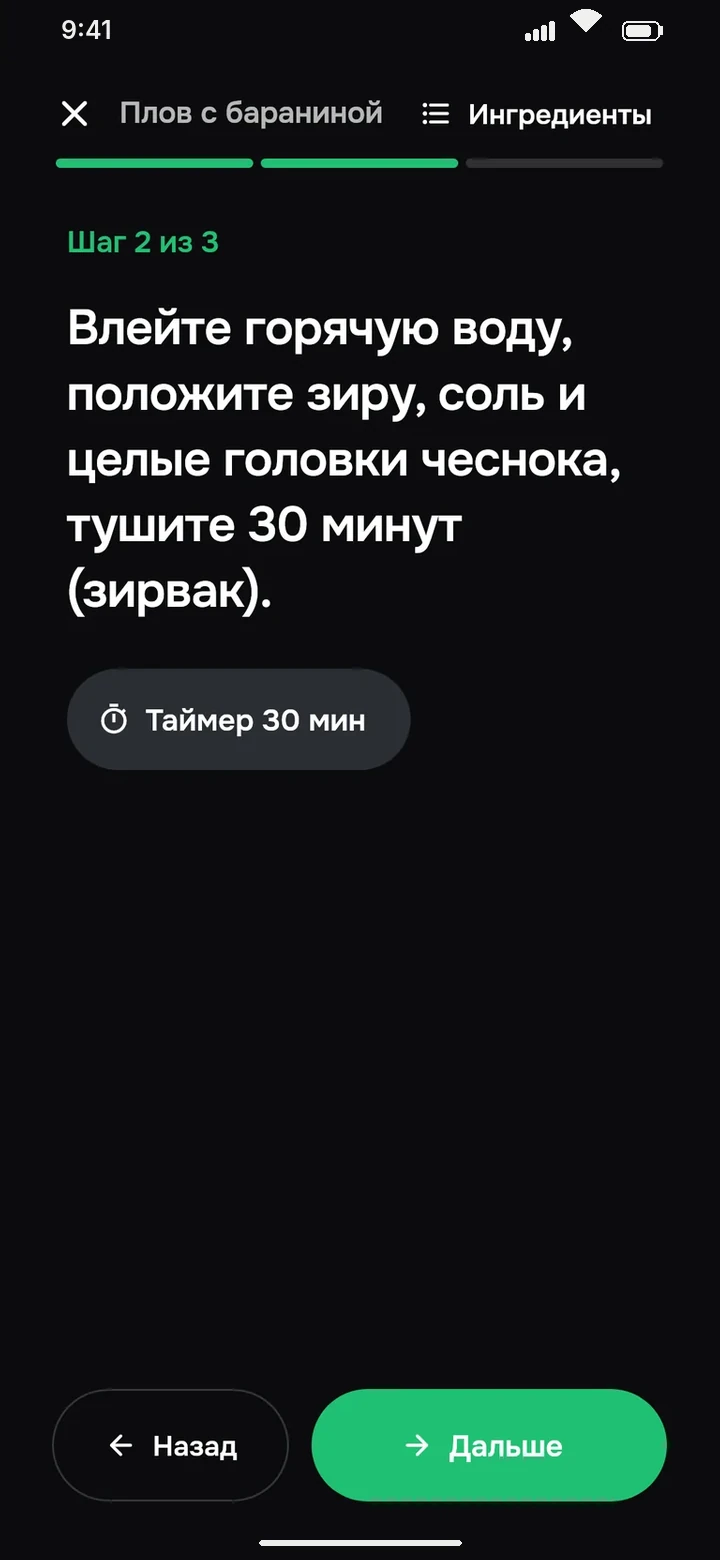 9:41
Плов с бараниной
Ингредиенты
Шаг 2 из 3
Влейте горячую воду,
положите зиру, соль и
целые головки чеснока,
тушите 30 минут
(зирвак).
Таймер 30 мин
Назад
Дальше